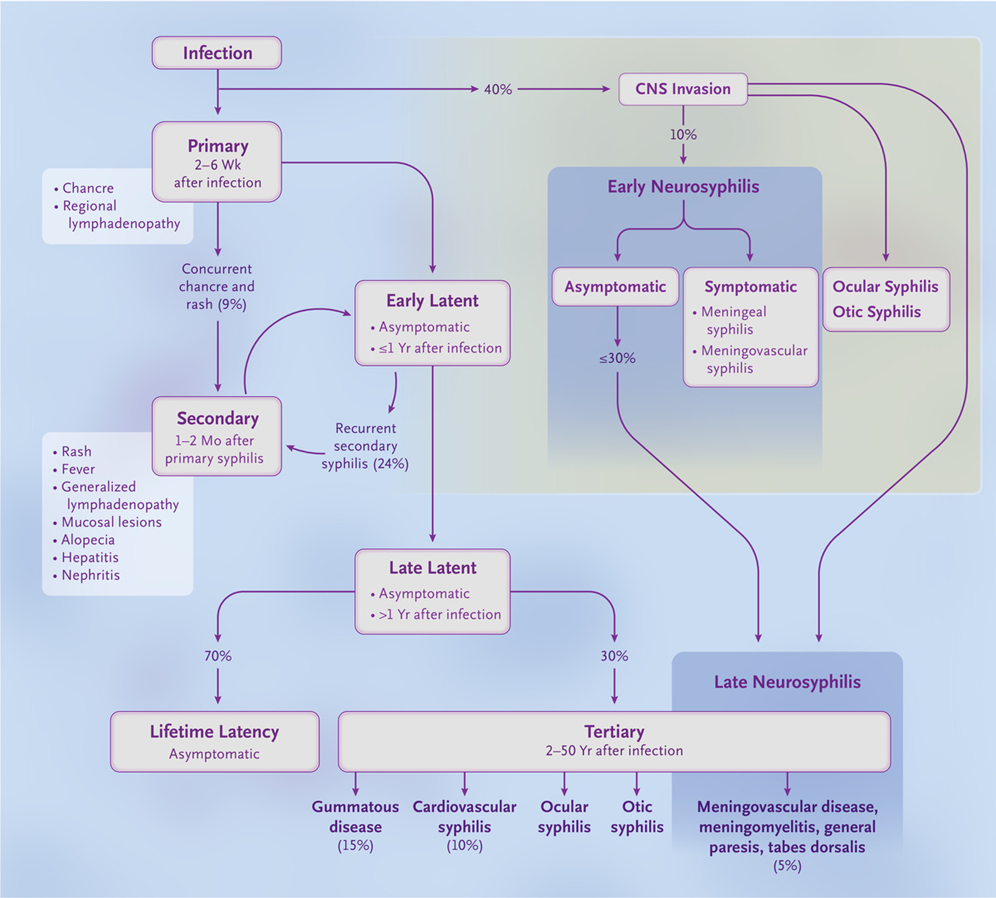 Infection
40%
CNS Invasion
10%
Primary
2–6 Wk
after infection
• Chancre
• Regional
lymphadenopathy
Early Neurosyphilis
Concurrent
chancre and
rash (9%)
Early Latent
• Asymptomatic
• ≤1 Yr after infection
Asymptomatic
≤30%
Symptomatic
• Meningeal
syphilis
• Meningovascular
syphilis
Ocular Syphilis
Otic Syphilis
Secondary
1–2 Mo after
primary syphilis
Recurrent
secondary
syphilis (24%)
• Rash
• Fever
• Generalized
lymphadenopathy
• Mucosal lesions
• Alopecia
• Hepatitis
• Nephritis
Late Latent
• Asymptomatic
• >1 Yr after infection
70%
30%
Late Neurosyphilis
Lifetime Latency
Asymptomatic
Tertiary
2–50 Yr after infection
Gummatous
disease
(15%)
Cardiovascular
syphilis
(10%)
Ocular
syphilis
Otic
syphilis
Meningovascular disease,
meningomyelitis, general
paresis, tabes dorsalis
(5%)